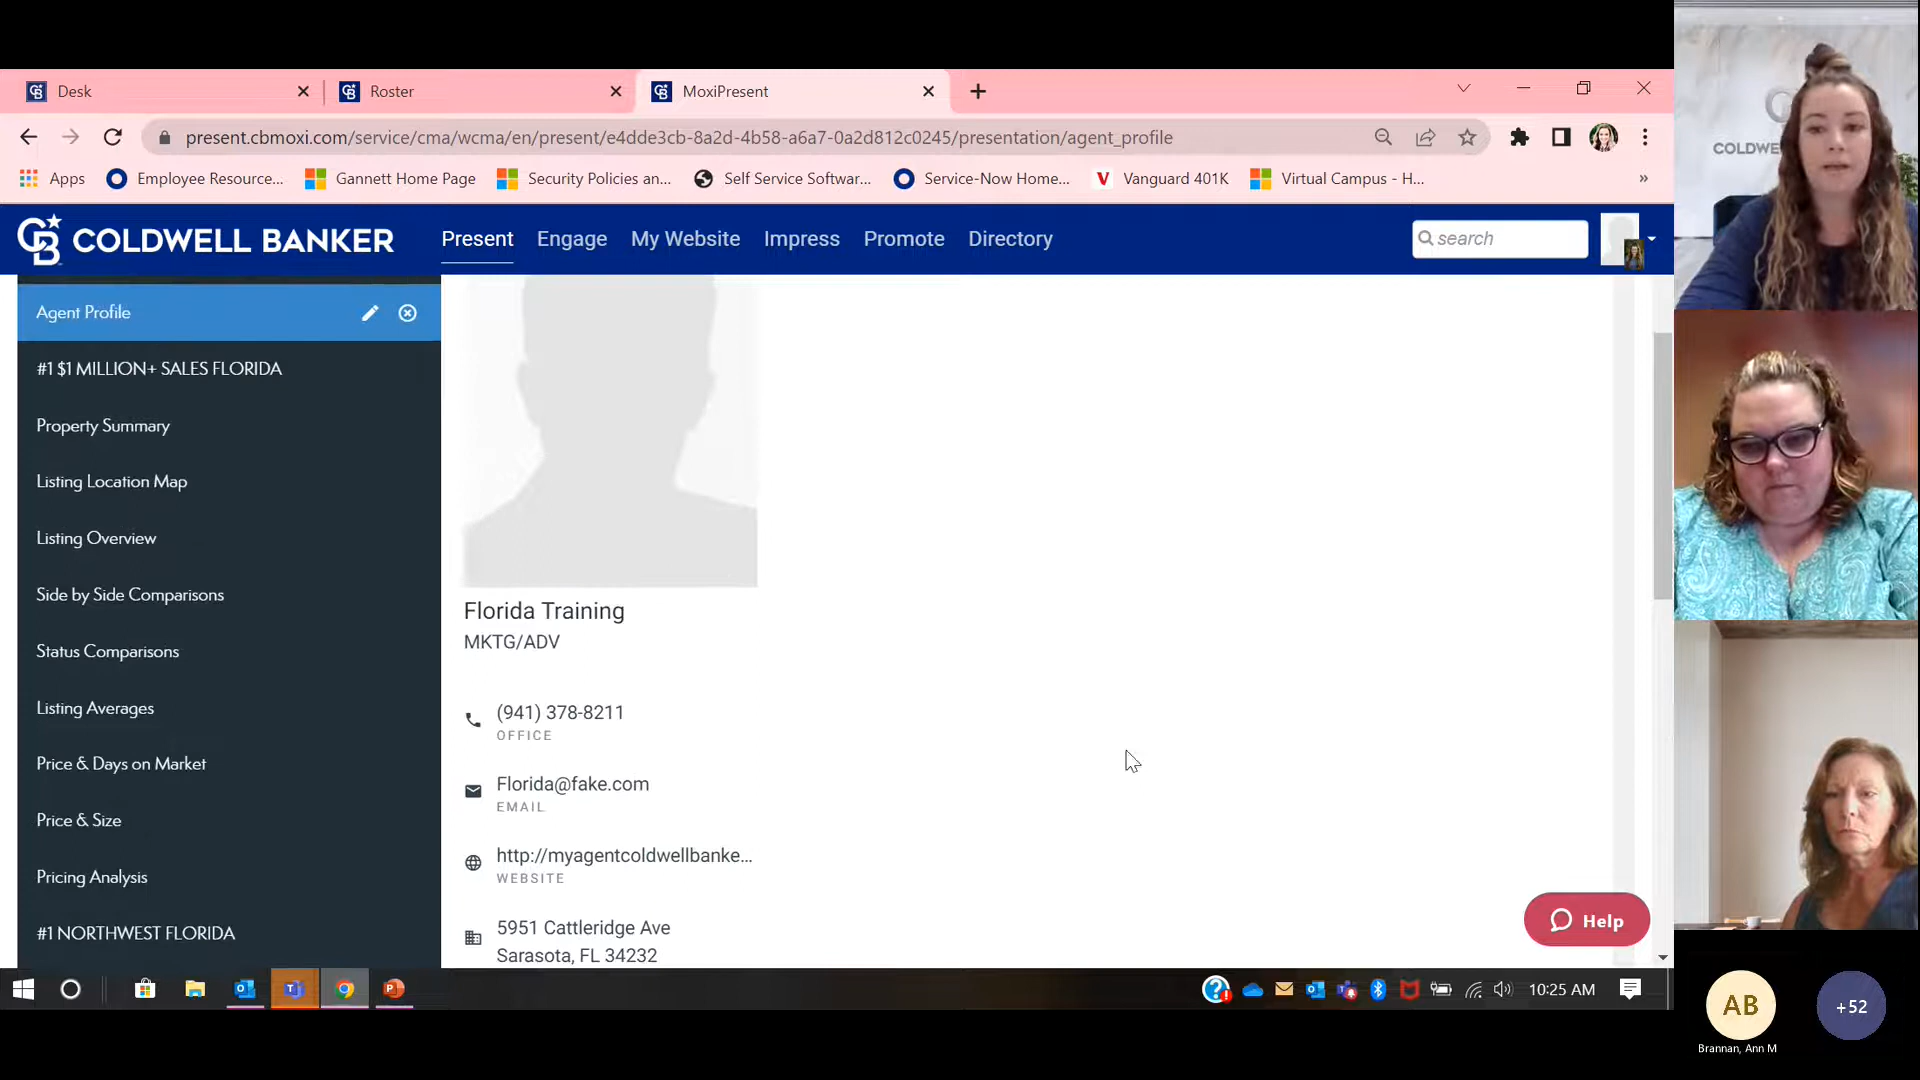 Desk
Roster
MoxiPresent
present.cbmoxi.com/service/cma/wcma/en/present/e4dde3cb-8a2d-4b58-a6a7-0a2d812c0245/presentation/agent_profile
Apps
Employee Resource...
Gannett Home Page
Security Policies an...
Self Service Softwar...
Service-Now Home...
Vanguard 401K
Virtual Campus - H...
»
COLDWELL BANKER
Present
Engage
My Website
Impress
Promote
Directory
search
Agent Profile
#1 $1 MILLION+ SALES FLORIDA
Property Summary
Listing Location Map
Listing Overview
Side by Side Comparisons
Status Comparisons
Listing Averages
Price & Days on Market
Price & Size
Pricing Analysis
#1 NORTHWEST FLORIDA
Florida Training
MKTG/ADV
(941) 378-8211
OFFICE
Florida@fake.com
EMAIL
http://myagentcoldwellbanke...
WEBSITE
5951 Cattleridge Ave
Sarasota, FL 34232
Help
10:25 AM
COLDWE
AB
Brannan, Ann M
+52